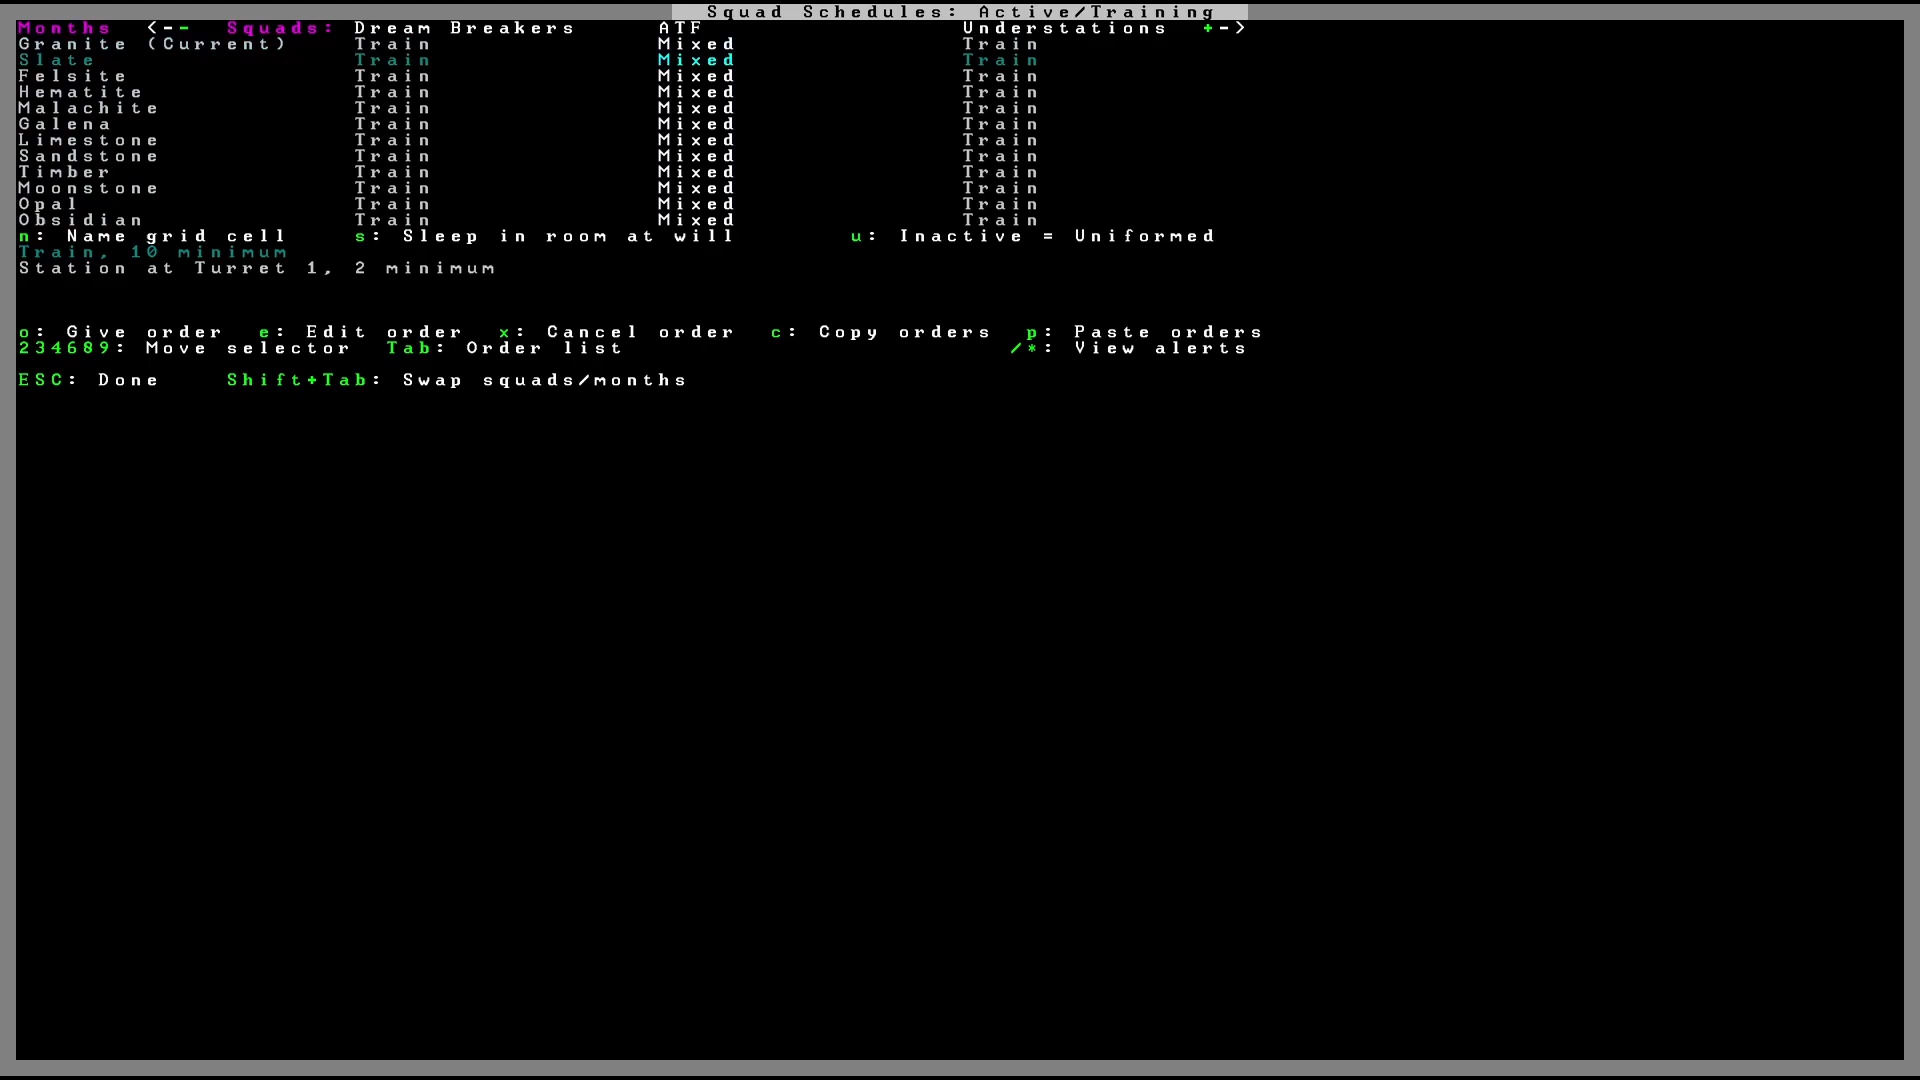 Squad Schedules: Active/Training
Months <-- Squads: Dream Breakers ATF Understations +->
Granite (Current) Train Mixed Train
Slate Train Mixed Train
Felsite Train Mixed Train
Hematite Train Mixed Train
Malachite Train Mixed Train
Galena Train Mixed Train
Limestone Train Mixed Train
Sandstone Train Mixed Train
Timber Train Mixed Train
Moonstone Train Mixed Train
Opal Train Mixed Train
Obsidian Train Mixed Train
n: Name grid cell s: Sleep in room at will u: Inactive = Uniformed
Train, 10 minimum
Station at Turret 1, 2 minimum
o: Give order e: Edit order x: Cancel order c: Copy orders p: Paste orders
234689: Move selector Tab: Order list /*: View alerts
ESC: Done Shift+Tab: Swap squads/months